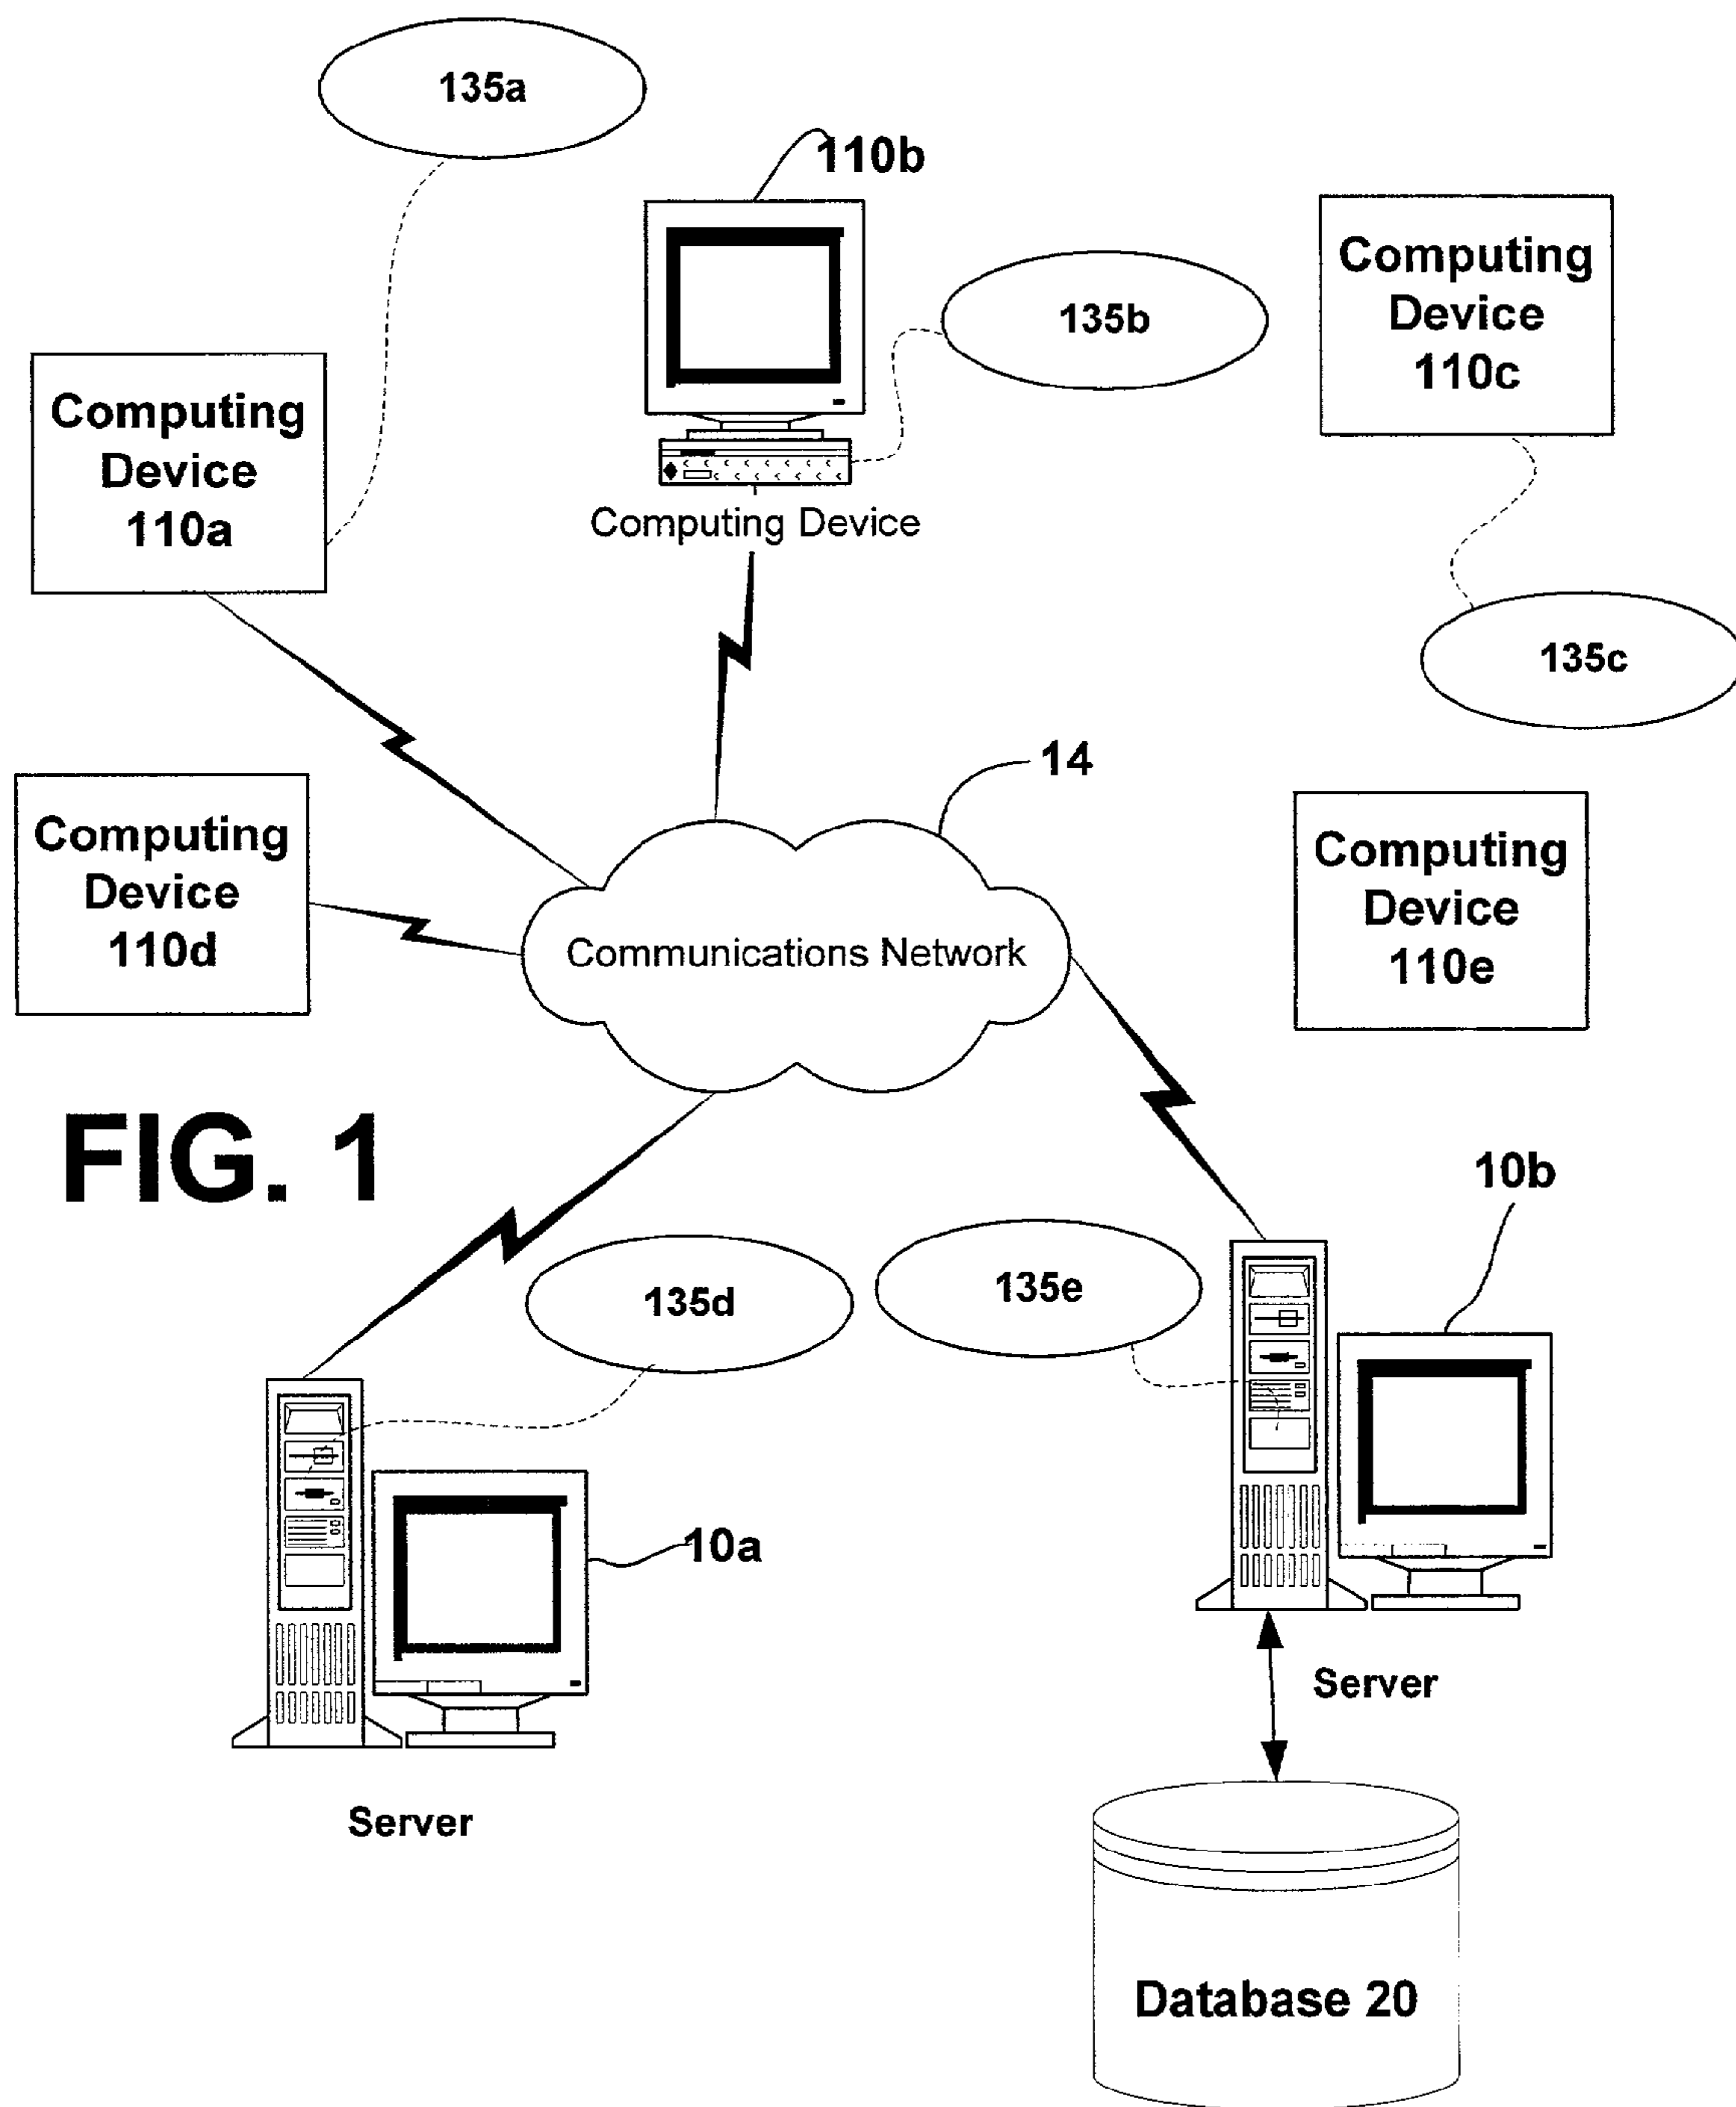 135a
110b
135b
Computing
Device
110c
Computing
Device
110a
Computing Device
135c
14
Computing
Device
110d
Computing
Device
110e
Communications Network
FIG. 1
10b
135d
135e
10a
Server
Server
Database 20